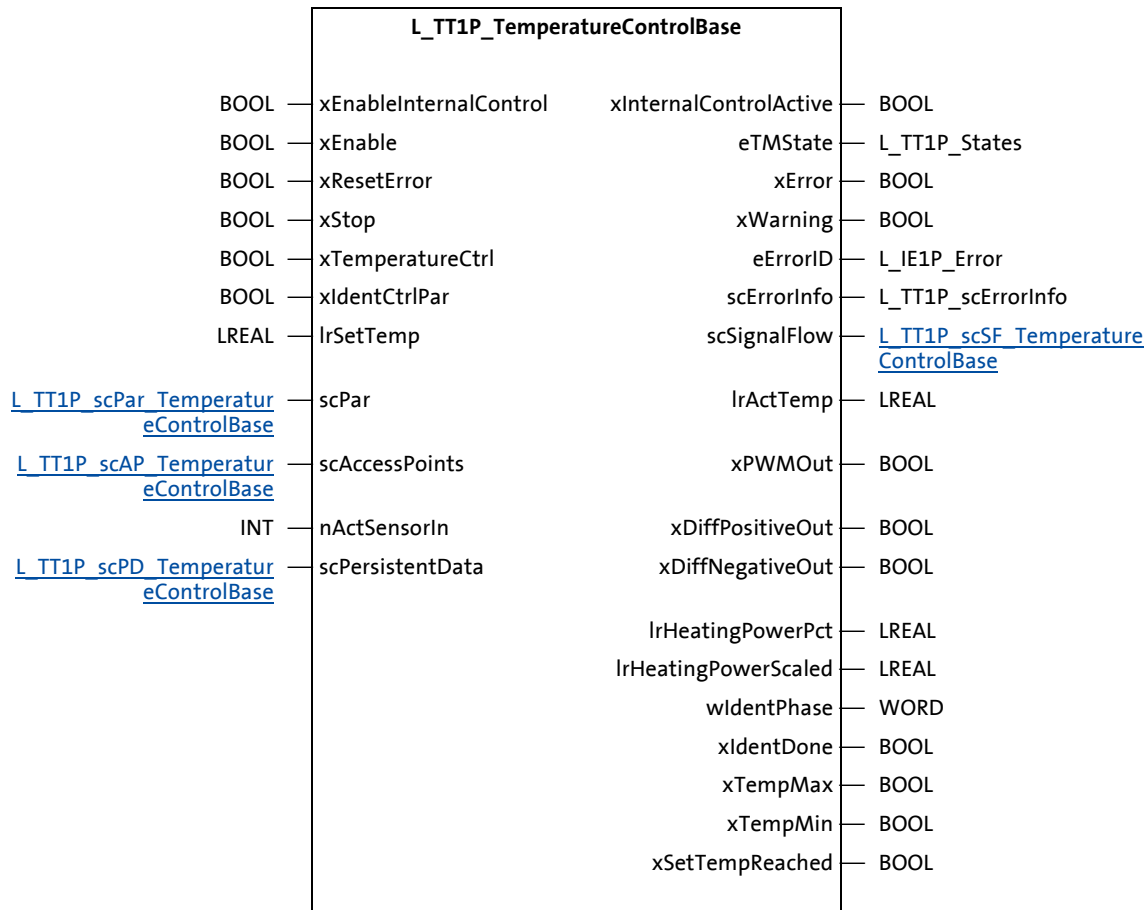 L_TT1P_TemperatureControlBase
BOOL xEnableInternalControl xInternalControlActive BOOL
BOOL xEnable eTMState L_TT1P_States
BOOL xResetError xError BOOL
BOOL xStop xWarning BOOL
BOOL xTemperatureCtrl eErrorID L_IE1P_Error
BOOL xIdentCtrlPar scErrorInfo L_TT1P_scErrorInfo
LREAL lrSetTemp scSignalFlow L_TT1P_scSF_Temperature
ControlBase
L_TT1P_scPar_Temperatur scPar lrActTemp LREAL
eControlBase
L_TT1P_scAP_Temperatur scAccessPoints xPWMOut BOOL
eControlBase
INT nActSensorIn xDiffPositiveOut BOOL
L_TT1P_scPD_Temperatur scPersistentData xDiffNegativeOut BOOL
eControlBase
lrHeatingPowerPct LREAL
lrHeatingPowerScaled LREAL
wIdentPhase WORD
xIdentDone BOOL
xTempMax BOOL
xTempMin BOOL
xSetTempReached BOOL